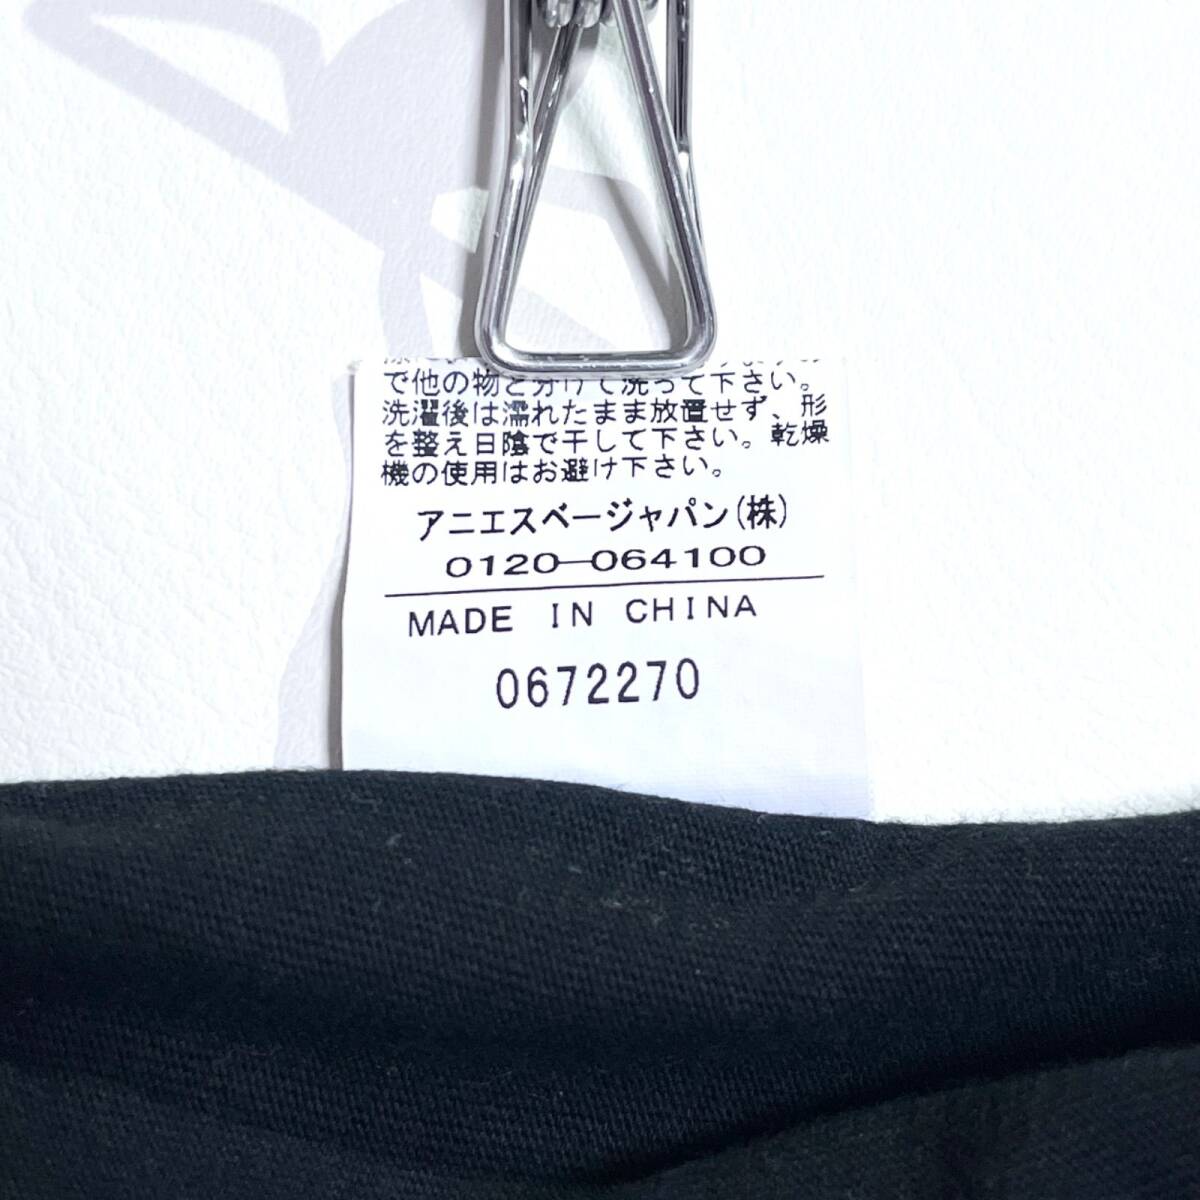 で他の物と分けて洗って下さい。
洗濯後は濡れたまま放置せず、形
を整え日陰で干して下さい。乾燥
機の使用はお避け下さい。
アニエスベージャパン(株)
0120-064100
MADE IN CHINA
0672270